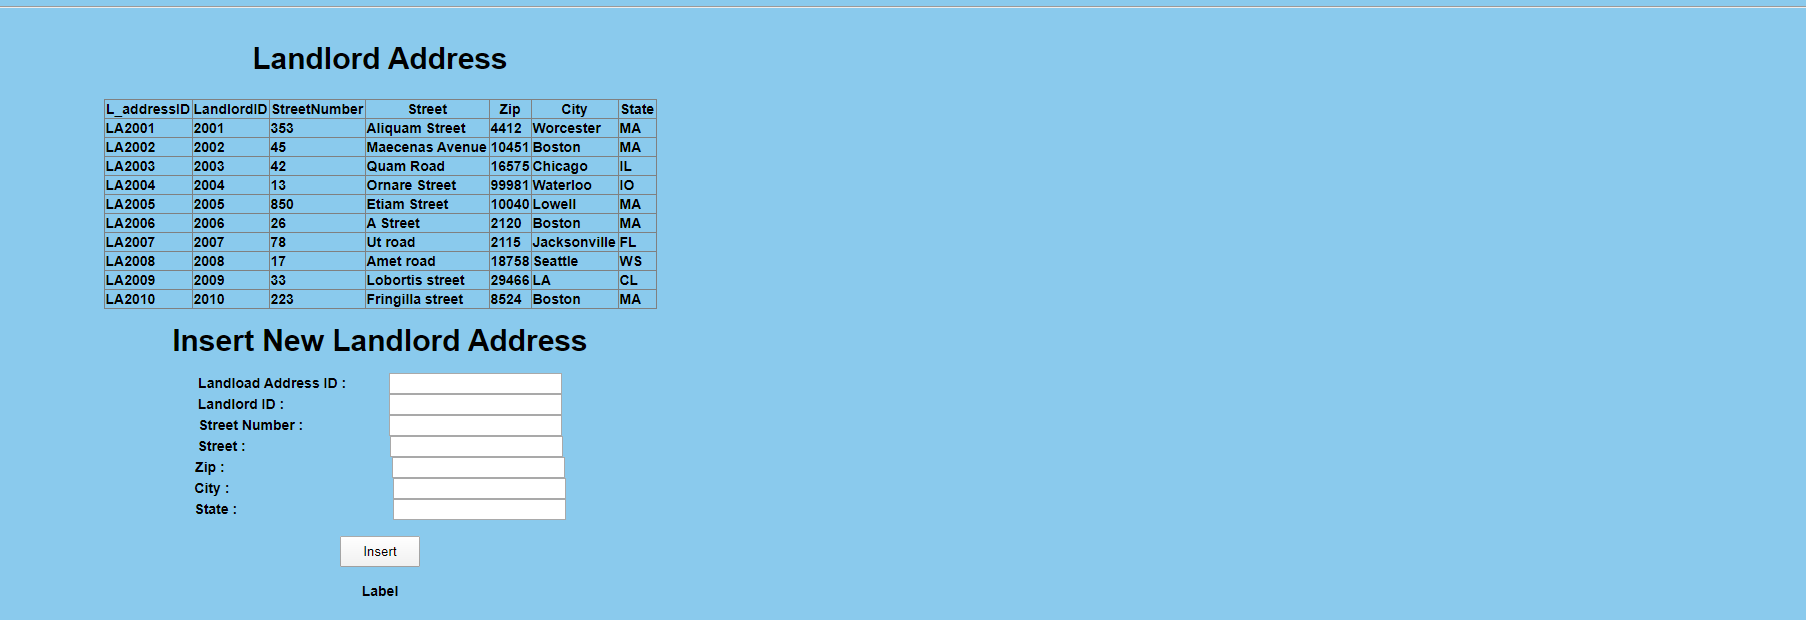 Landlord Address
L_addressID LandlordID StreetNumber Street Zip City State
LA2001 2001 353 Aliquam Street 4412 Worcester MA
LA2002 2002 45 Maecenas Avenue 10451 Boston MA
LA2003 2003 42 Quam Road 16575 Chicago IL
LA2004 2004 13 Ornare Street 99981 Waterloo IO
LA2005 2005 850 Etiam Street 10040 Lowell MA
LA2006 2006 26 A Street 2120 Boston MA
LA2007 2007 78 Ut road 2115 Jacksonville FL
LA2008 2008 17 Amet road 18758 Seattle WS
LA2009 2009 33 Lobortis street 29466 LA CL
LA2010 2010 223 Fringilla street 8524 Boston MA
Insert New Landlord Address
Landload Address ID :
Landlord ID :
Street Number :
Street :
Zip :
City :
State :
Insert
Label